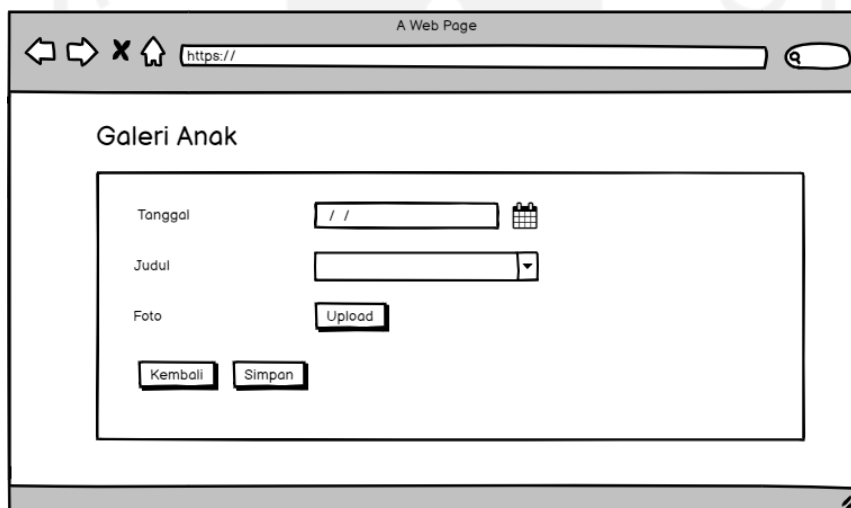 A Web Page
https://
Galeri Anak
Tanggal
/ /
Judul
Foto
Upload
Kembali
Simpan